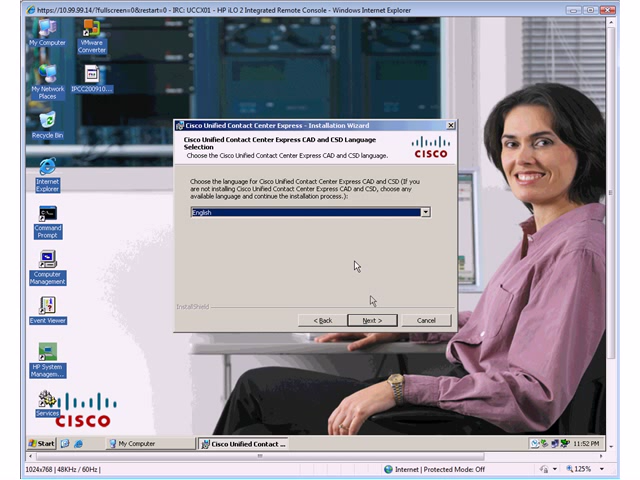 https://10.99.99.14/?fullscreen=0&restart=0 - IRC: UCCX01 - HP iLO 2 Integrated Remote Console - Windows Internet Explorer
My Computer
VMware Converter
My Network Places
IPCC200910...
Recycle Bin
Internet Explorer
Command Prompt
Computer Management
Event Viewer
HP System Managem...
Services
CISCO
Cisco Unified Contact Center Express - Installation Wizard
Cisco Unified Contact Center Express CAD and CSD Language
Selection
Choose the Cisco Unified Contact Center Express CAD and CSD language.
CISCO
Choose the language for Cisco Unified Contact Center Express CAD and CSD (If you
are not installing Cisco Unified Contact Center Express CAD and CSD, choose any
available language and continue the installation process.):
English
InstallShield
< Back
Next >
Cancel
Start
My Computer
Cisco Unified Contact ...
11:52 PM
1024x768 | 48KHz / 60Hz |
Internet | Protected Mode: Off
125%